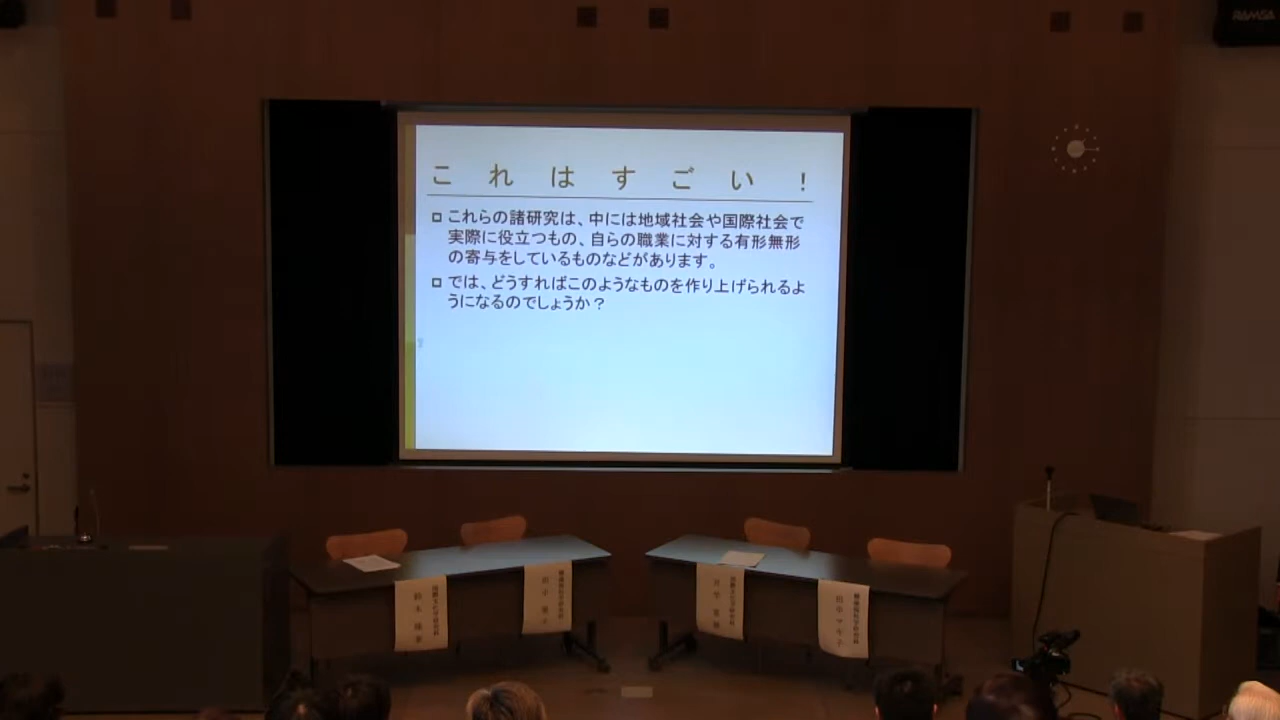 RAMSA
これはすごい!
これらの諸研究は、中には地域社会や国際社会で
実際に役立つもの、自らの職業に対する有形無形
の寄与をしているものなどがあります。
では、どうすればこのようなものを作り上げられるよ
うになるのでしょうか？